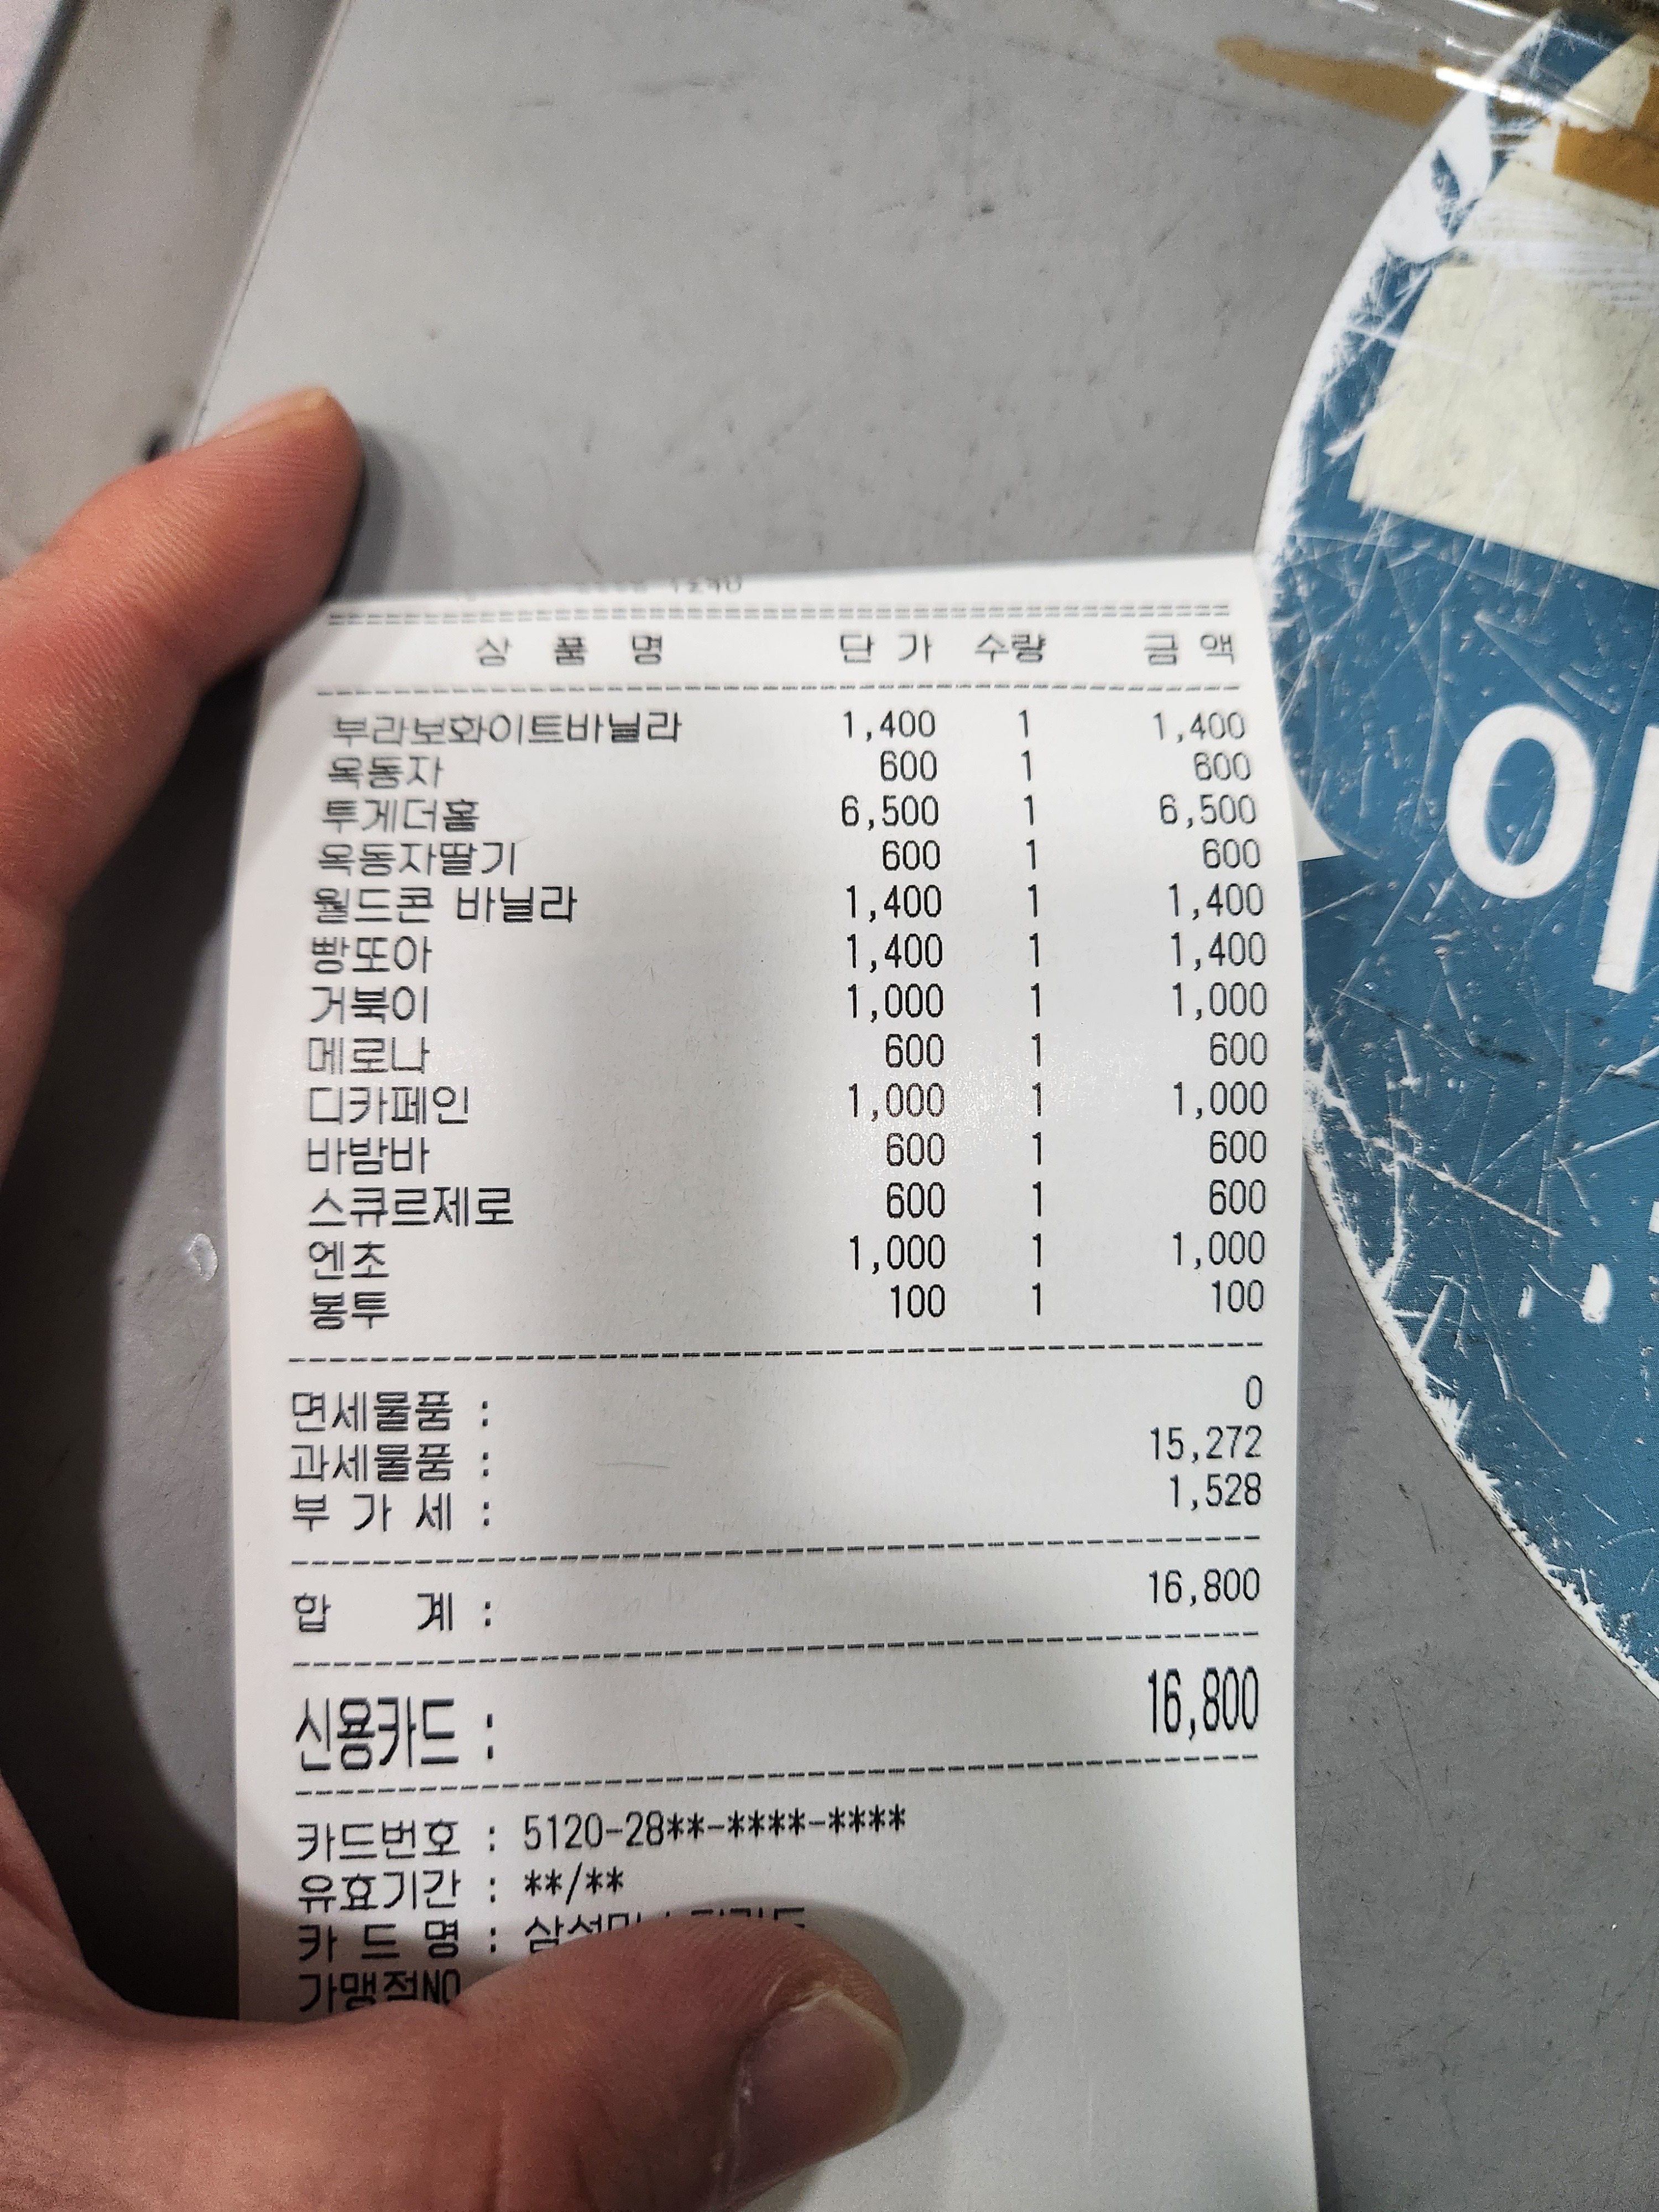 상 품 명 단 가 수량 금 액
부라보화이트바닐라 1,400 1 1,400
옥동자 600 1 600
투게더홈 6,500 1 6,500
옥동자딸기 600 1 600
월드콘 바닐라 1,400 1 1,400
빵또아 1,400 1 1,400
거북이 1,000 1 1,000
메로나 600 1 600
디카페인 1,000 1 1,000
바밤바 600 1 600
스큐르제로 600 1 600
엔초 1,000 1 1,000
봉투 100 1 100
면세물품 : 0
과세물품 : 15,272
부 가 세 : 1,528
합 계 : 16,800
신용카드 : 16,800
카드번호 : 5120-28**-****-****
유효기간 : **/**
카 드 명 :
가맹점NO